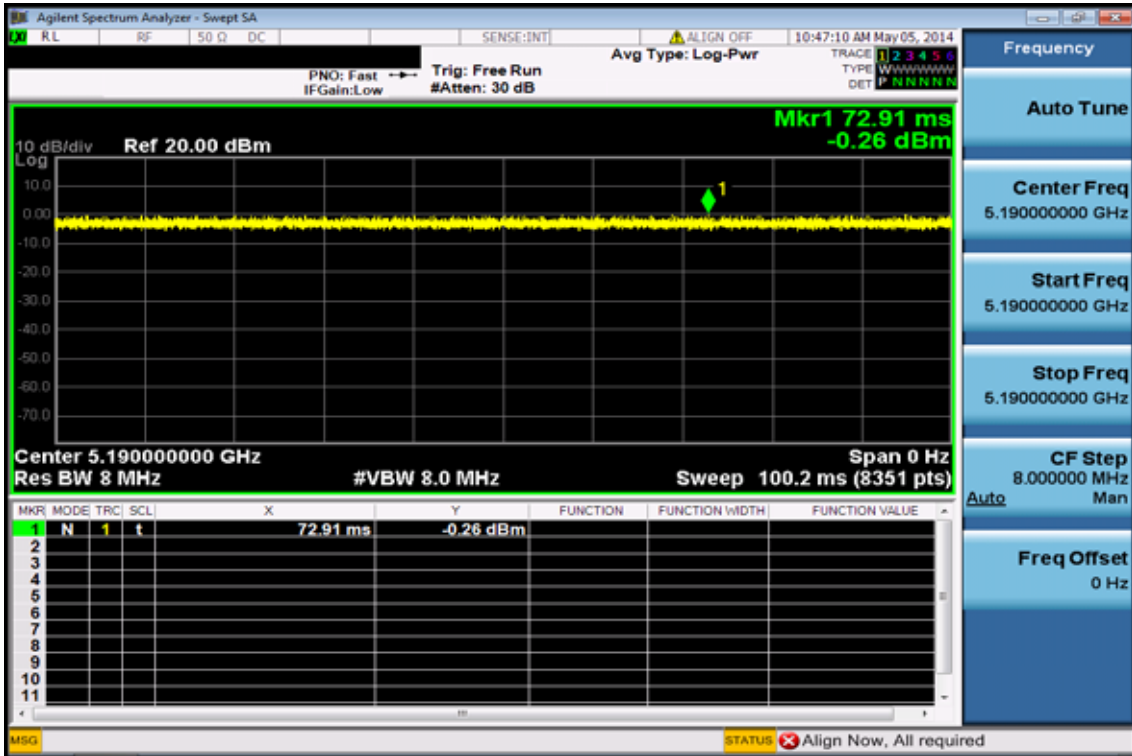 Agilent Spectrum Analyzer - Swept SA
RL RF 50 Ω DC SENSE:INT ALIGN OFF 10:47:10 AM May 05, 2014
PNO: Fast
IFGain:Low
Trig: Free Run
#Atten: 30 dB
Avg Type: Log-Pwr
TRACE 1 2 3 4 5 6
TYPE WWWWWW
DET P N N N N N
Mkr1 72.91 ms
-0.26 dBm
10 dB/div Ref 20.00 dBm
Log
10.0
0.00
-10.0
-20.0
-30.0
-40.0
-50.0
-60.0
-70.0
1
Center 5.190000000 GHz Span 0 Hz
Res BW 8 MHz #VBW 8.0 MHz Sweep 100.2 ms (8351 pts)
MKR MODE TRC SCL X Y FUNCTION FUNCTION WIDTH FUNCTION VALUE
1 N 1 t 72.91 ms -0.26 dBm
2
3
4
5
6
7
8
9
10
11
MSG STATUS Align Now, All required
Frequency
Auto Tune
Center Freq
5.190000000 GHz
Start Freq
5.190000000 GHz
Stop Freq
5.190000000 GHz
CF Step
8.000000 MHz
Auto Man
Freq Offset
0 Hz